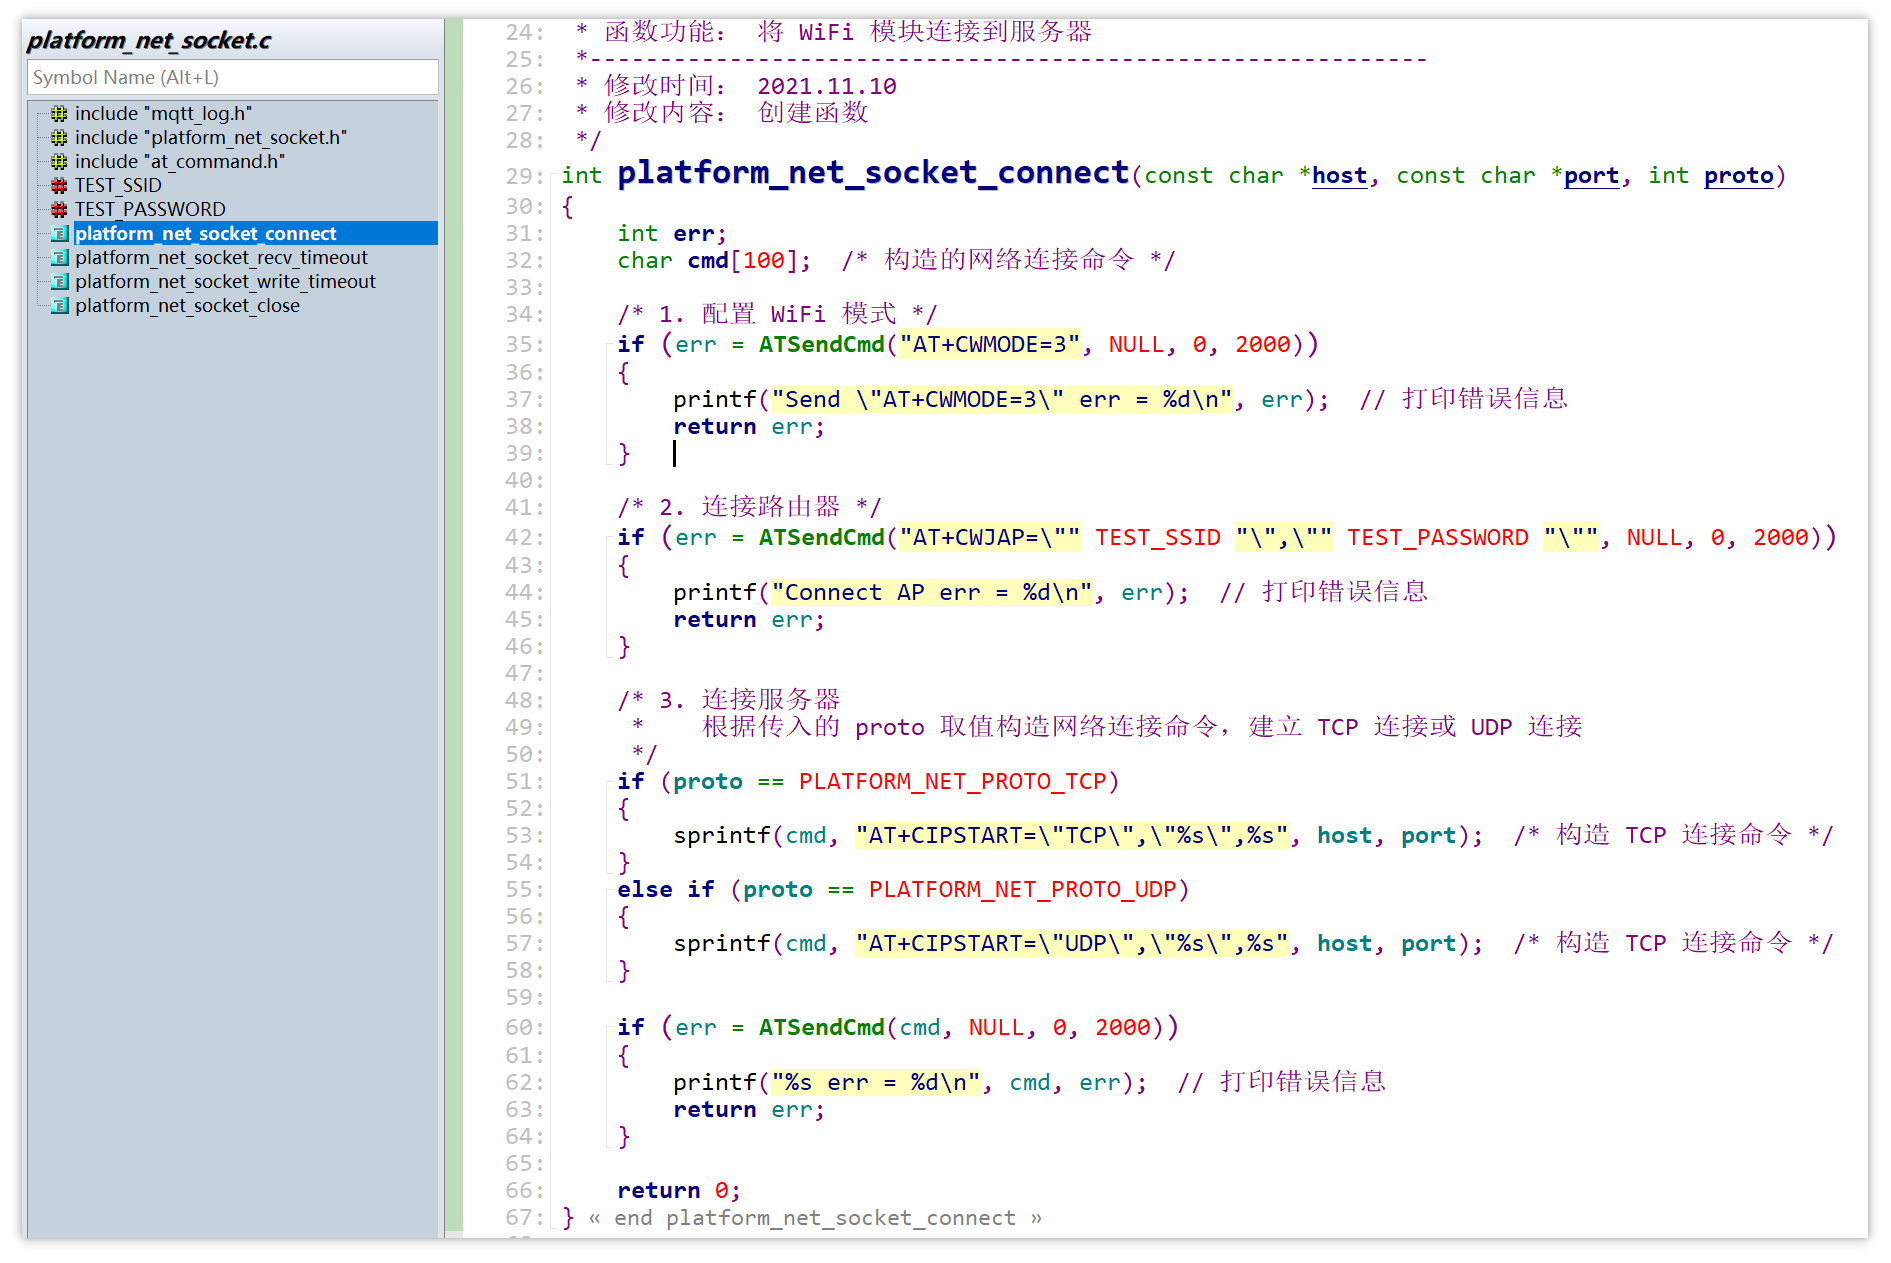 platform_net_socket.c
Symbol Name (Alt+L)
include "mqtt_log.h"
include "platform_net_socket.h"
include "at_command.h"
TEST_SSID
TEST_PASSWORD
platform_net_socket_connect
platform_net_socket_recv_timeout
platform_net_socket_write_timeout
platform_net_socket_close
24:  * 函数功能： 将 WiFi 模块连接到服务器
25:  *------------------------------------------------------------
26:  * 修改时间： 2021.11.10
27:  * 修改内容： 创建函数
28:  */
29: int platform_net_socket_connect(const char *host, const char *port, int proto)
30: {
31:     int err;
32:     char cmd[100];  /* 构造的网络连接命令 */
33:
34:     /* 1. 配置 WiFi 模式 */
35:     if (err = ATSendCmd("AT+CWMODE=3", NULL, 0, 2000))
36:     {
37:         printf("Send \"AT+CWMODE=3\" err = %d\n", err);  // 打印错误信息
38:         return err;
39:     }
40:
41:     /* 2. 连接路由器 */
42:     if (err = ATSendCmd("AT+CWJAP=\"" TEST_SSID "\",\"" TEST_PASSWORD "\"", NULL, 0, 2000))
43:     {
44:         printf("Connect AP err = %d\n", err);  // 打印错误信息
45:         return err;
46:     }
47:
48:     /* 3. 连接服务器
49:      *    根据传入的 proto 取值构造网络连接命令，建立 TCP 连接或 UDP 连接
50:      */
51:     if (proto == PLATFORM_NET_PROTO_TCP)
52:     {
53:         sprintf(cmd, "AT+CIPSTART=\"TCP\",\"%s\",%s", host, port);  /* 构造 TCP 连接命令 */
54:     }
55:     else if (proto == PLATFORM_NET_PROTO_UDP)
56:     {
57:         sprintf(cmd, "AT+CIPSTART=\"UDP\",\"%s\",%s", host, port);  /* 构造 TCP 连接命令 */
58:     }
59:
60:     if (err = ATSendCmd(cmd, NULL, 0, 2000))
61:     {
62:         printf("%s err = %d\n", cmd, err);  // 打印错误信息
63:         return err;
64:     }
65:
66:     return 0;
67: } « end platform_net_socket_connect »